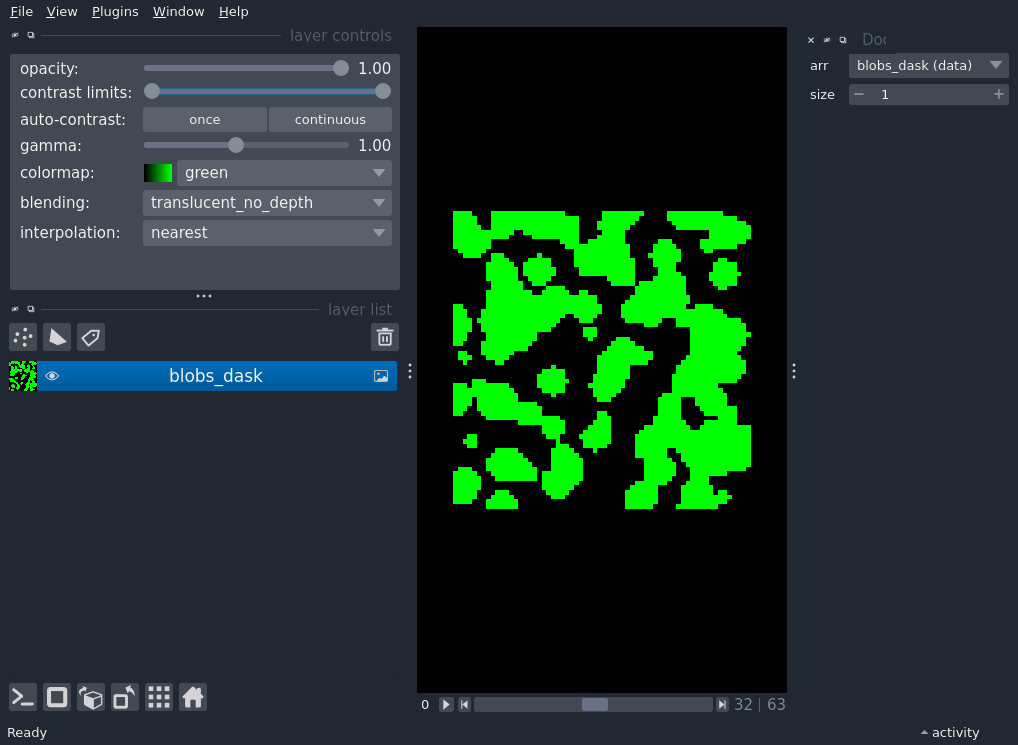 File View Plugins Window Help
layer controls
opacity: 1.00
contrast limits:
auto-contrast: once continuous
gamma: 1.00
colormap: green
blending: translucent_no_depth
interpolation: nearest
layer list
blobs_dask
0 32 | 63
Ready
Doc
arr blobs_dask (data)
size 1
activity